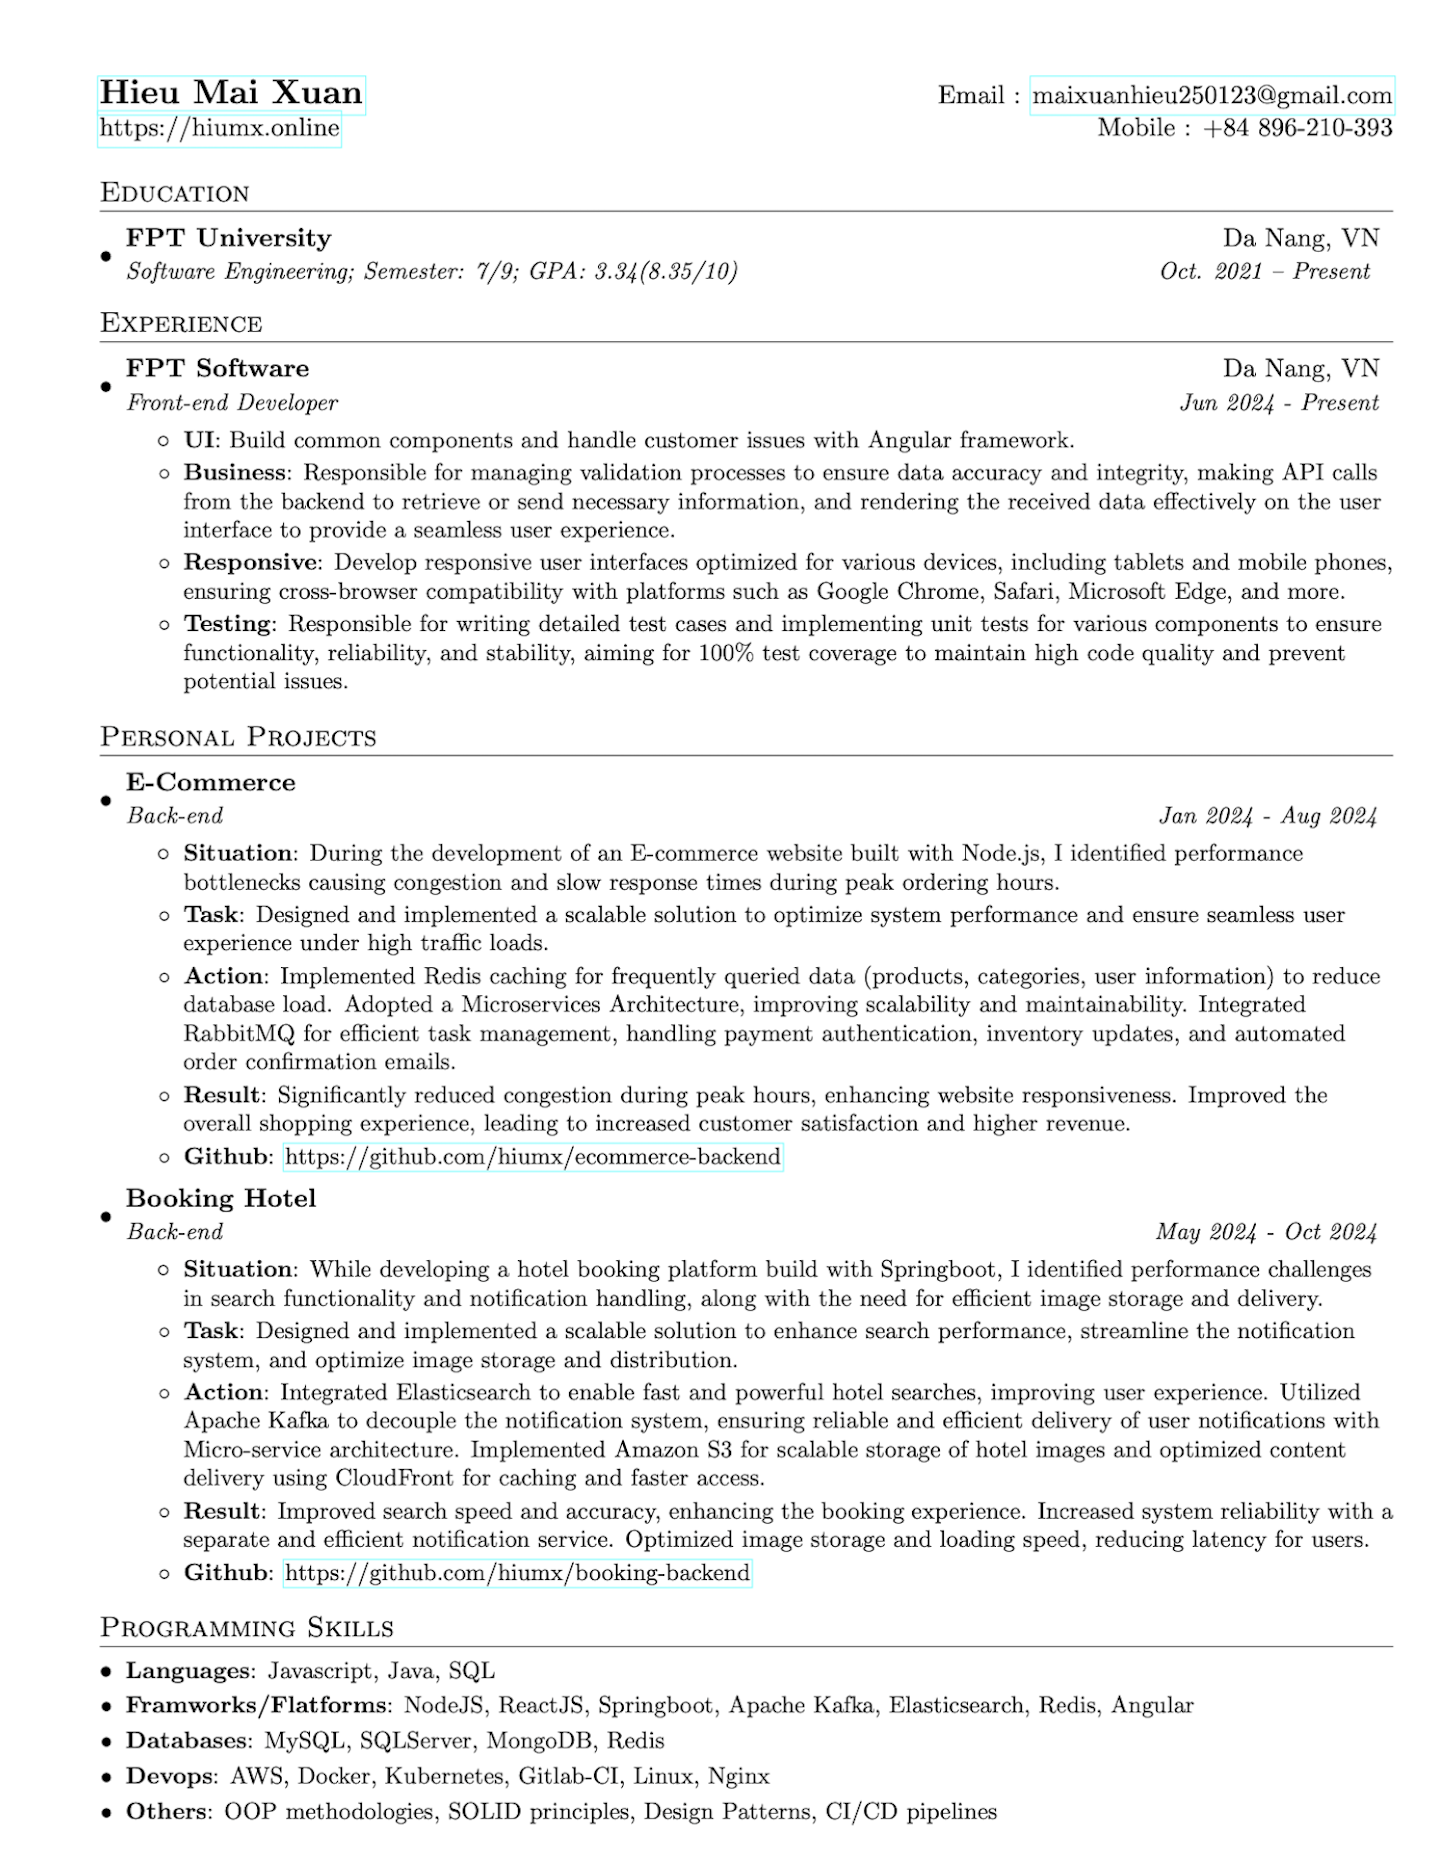 Hieu Mai Xuan
Email : maixuanhieu250123@gmail.com
https://hiumx.online
Mobile : +84 896-210-393
Education
FPT University
Da Nang, VN
Software Engineering; Semester: 7/9; GPA: 3.34(8.35/10)
Oct. 2021 – Present
Experience
• FPT Software
Da Nang, VN
Front-end Developer
Jun 2024 - Present
◦ UI: Build common components and handle customer issues with Angular framework.
◦ Business: Responsible for managing validation processes to ensure data accuracy and integrity, making API calls
from the backend to retrieve or send necessary information, and rendering the received data effectively on the user
interface to provide a seamless user experience.
◦ Responsive: Develop responsive user interfaces optimized for various devices, including tablets and mobile phones,
ensuring cross-browser compatibility with platforms such as Google Chrome, Safari, Microsoft Edge, and more.
◦ Testing: Responsible for writing detailed test cases and implementing unit tests for various components to ensure
functionality, reliability, and stability, aiming for 100% test coverage to maintain high code quality and prevent
potential issues.
Personal Projects
• E-Commerce
Back-end
Jan 2024 - Aug 2024
◦ Situation: During the development of an E-commerce website built with Node.js, I identified performance
bottlenecks causing congestion and slow response times during peak ordering hours.
◦ Task: Designed and implemented a scalable solution to optimize system performance and ensure seamless user
experience under high traffic loads.
◦ Action: Implemented Redis caching for frequently queried data (products, categories, user information) to reduce
database load. Adopted a Microservices Architecture, improving scalability and maintainability. Integrated
RabbitMQ for efficient task management, handling payment authentication, inventory updates, and automated
order confirmation emails.
◦ Result: Significantly reduced congestion during peak hours, enhancing website responsiveness. Improved the
overall shopping experience, leading to increased customer satisfaction and higher revenue.
◦ Github: https://github.com/hiumx/ecommerce-backend
• Booking Hotel
Back-end
May 2024 - Oct 2024
◦ Situation: While developing a hotel booking platform build with Springboot, I identified performance challenges
in search functionality and notification handling, along with the need for efficient image storage and delivery.
◦ Task: Designed and implemented a scalable solution to enhance search performance, streamline the notification
system, and optimize image storage and distribution.
◦ Action: Integrated Elasticsearch to enable fast and powerful hotel searches, improving user experience. Utilized
Apache Kafka to decouple the notification system, ensuring reliable and efficient delivery of user notifications with
Micro-service architecture. Implemented Amazon S3 for scalable storage of hotel images and optimized content
delivery using CloudFront for caching and faster access.
◦ Result: Improved search speed and accuracy, enhancing the booking experience. Increased system reliability with a
separate and efficient notification service. Optimized image storage and loading speed, reducing latency for users.
◦ Github: https://github.com/hiumx/booking-backend
Programming Skills
• Languages: Javascript, Java, SQL
• Framworks/Flatforms: NodeJS, ReactJS, Springboot, Apache Kafka, Elasticsearch, Redis, Angular
• Databases: MySQL, SQLServer, MongoDB, Redis
• Devops: AWS, Docker, Kubernetes, Gitlab-CI, Linux, Nginx
• Others: OOP methodologies, SOLID principles, Design Patterns, CI/CD pipelines